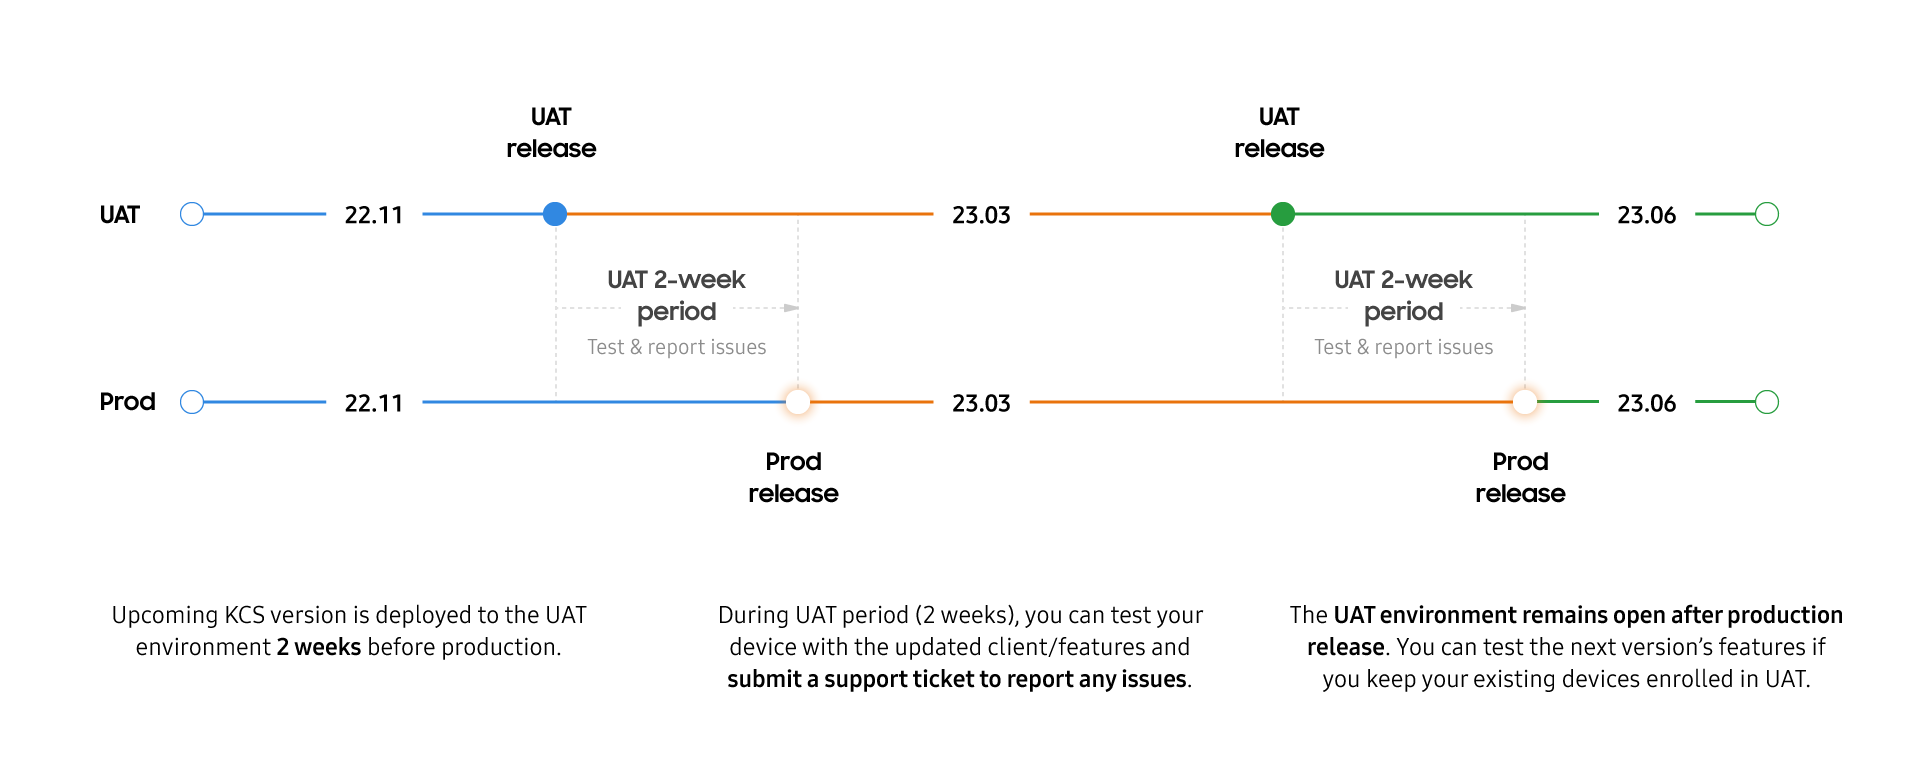 UAT
release
UAT
release
UAT
22.11
23.03
23.06
UAT 2-week
period
Test & report issues
UAT 2-week
period
Test & report issues
Prod
22.11
23.03
23.06
Prod
release
Prod
release
Upcoming KCS version is deployed to the UAT
environment 2 weeks before production.
During UAT period (2 weeks), you can test your
device with the updated client/features and
submit a support ticket to report any issues.
The UAT environment remains open after production
release. You can test the next version’s features if
you keep your existing devices enrolled in UAT.